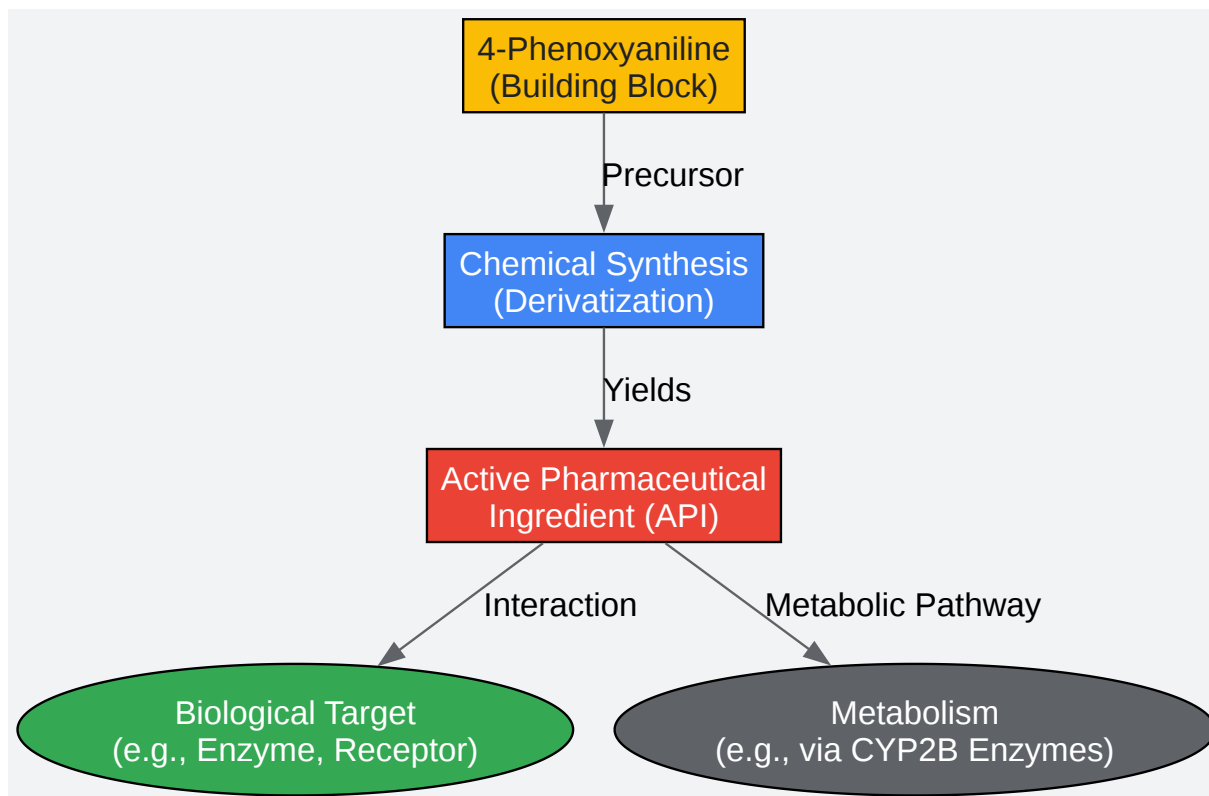 4-Phenoxyaniline
(Building Block)
Precursor
Chemical Synthesis
(Derivatization)
Yields
Active Pharmaceutical
Ingredient (API)
Interaction
Metabolic Pathway
Biological Target
(e.g., Enzyme, Receptor)
Metabolism
(e.g., via CYP2B Enzymes)